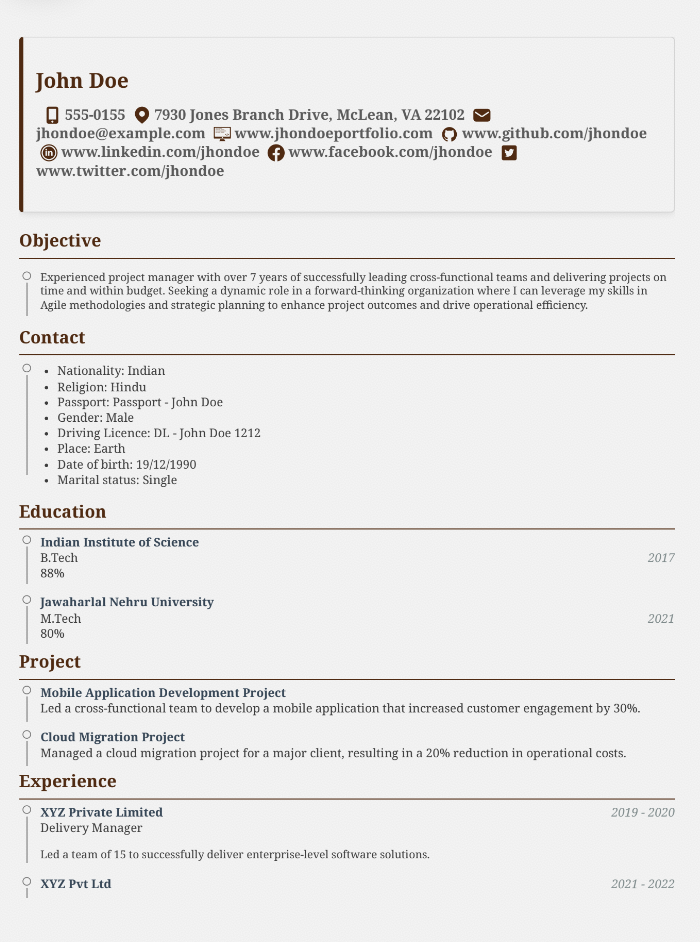 John Doe
555-0155 7930 Jones Branch Drive, McLean, VA 22102
jhondoe@example.com www.jhondoeportfolio.com www.github.com/jhondoe
www.linkedin.com/jhondoe www.facebook.com/jhondoe
www.twitter.com/jhondoe
Objective
Experienced project manager with over 7 years of successfully leading cross-functional teams and delivering projects on
time and within budget. Seeking a dynamic role in a forward-thinking organization where I can leverage my skills in
Agile methodologies and strategic planning to enhance project outcomes and drive operational efficiency.
Contact
• Nationality: Indian
• Religion: Hindu
• Passport: Passport - John Doe
• Gender: Male
• Driving Licence: DL - John Doe 1212
• Place: Earth
• Date of birth: 19/12/1990
• Marital status: Single
Education
Indian Institute of Science
B.Tech 2017
88%
Jawaharlal Nehru University
M.Tech 2021
80%
Project
Mobile Application Development Project
Led a cross-functional team to develop a mobile application that increased customer engagement by 30%.
Cloud Migration Project
Managed a cloud migration project for a major client, resulting in a 20% reduction in operational costs.
Experience
XYZ Private Limited 2019 - 2020
Delivery Manager
Led a team of 15 to successfully deliver enterprise-level software solutions.
XYZ Pvt Ltd 2021 - 2022